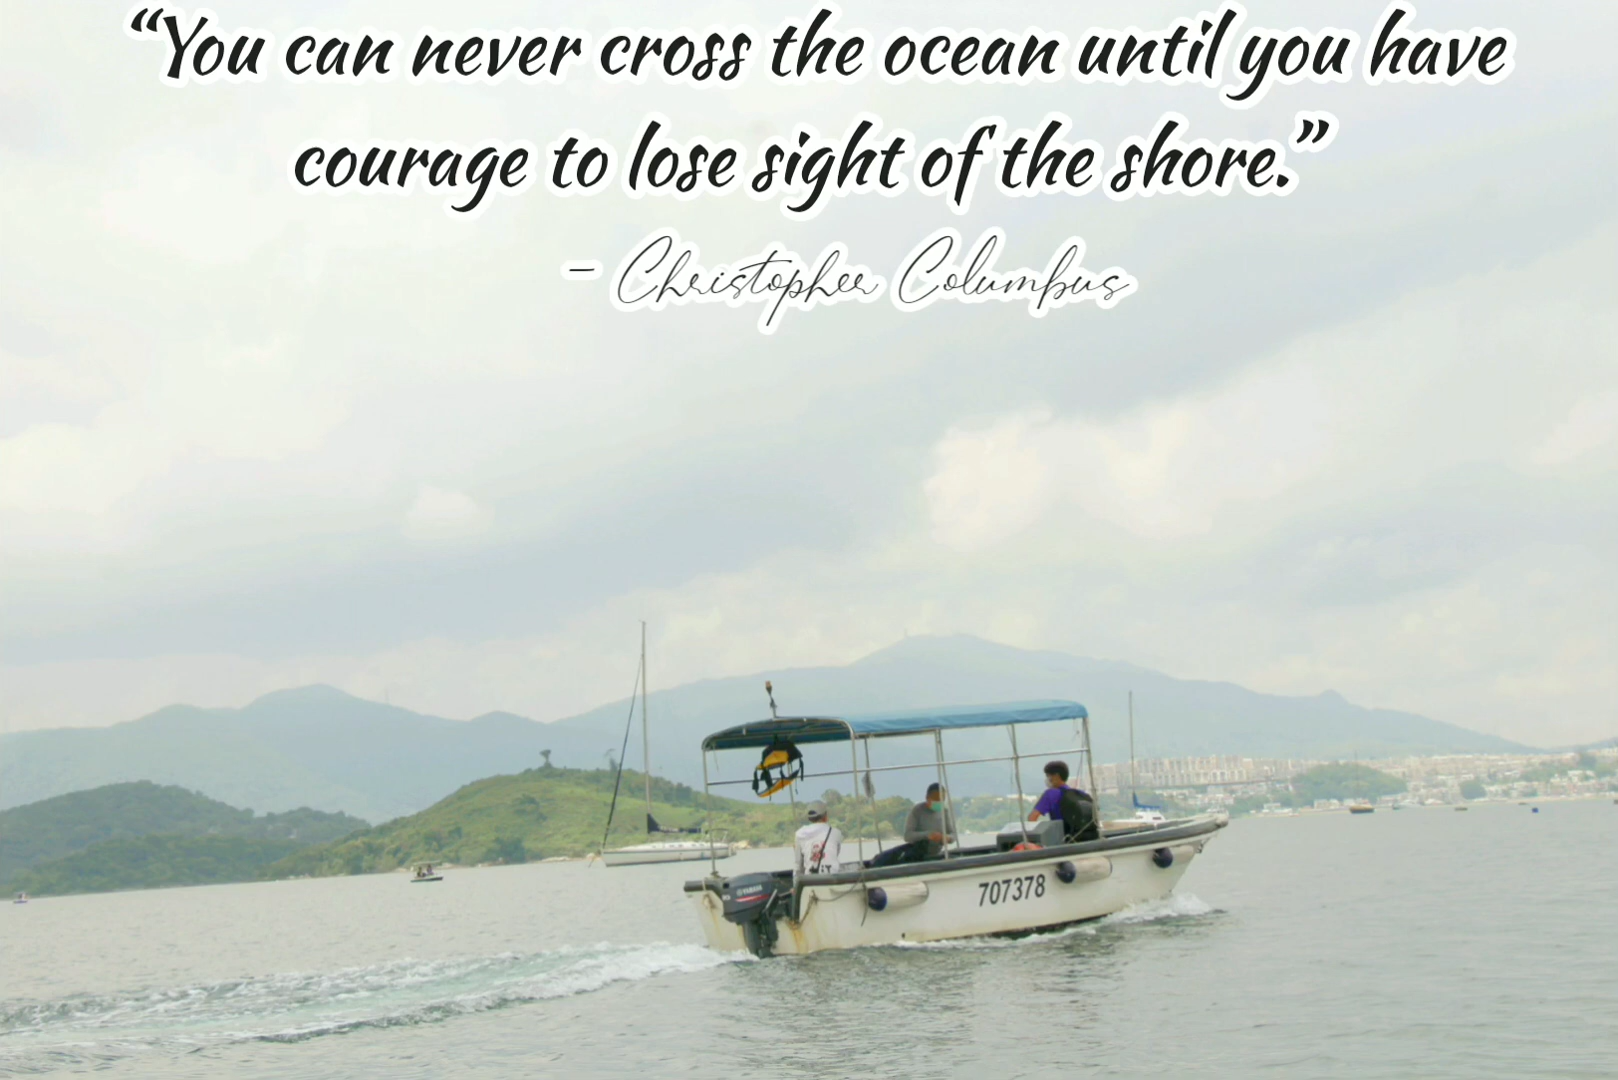 “You can never cross the ocean until you have
courage to lose sight of the shore.”
- Christopher Columbus
YAMAHA
707378